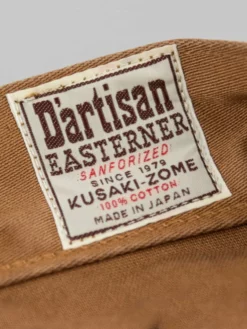 D'artisan
EASTERNER
SANFORIZED
SINCE 1979
KUSAKI-ZOME
100% COTTON
MADE IN JAPAN